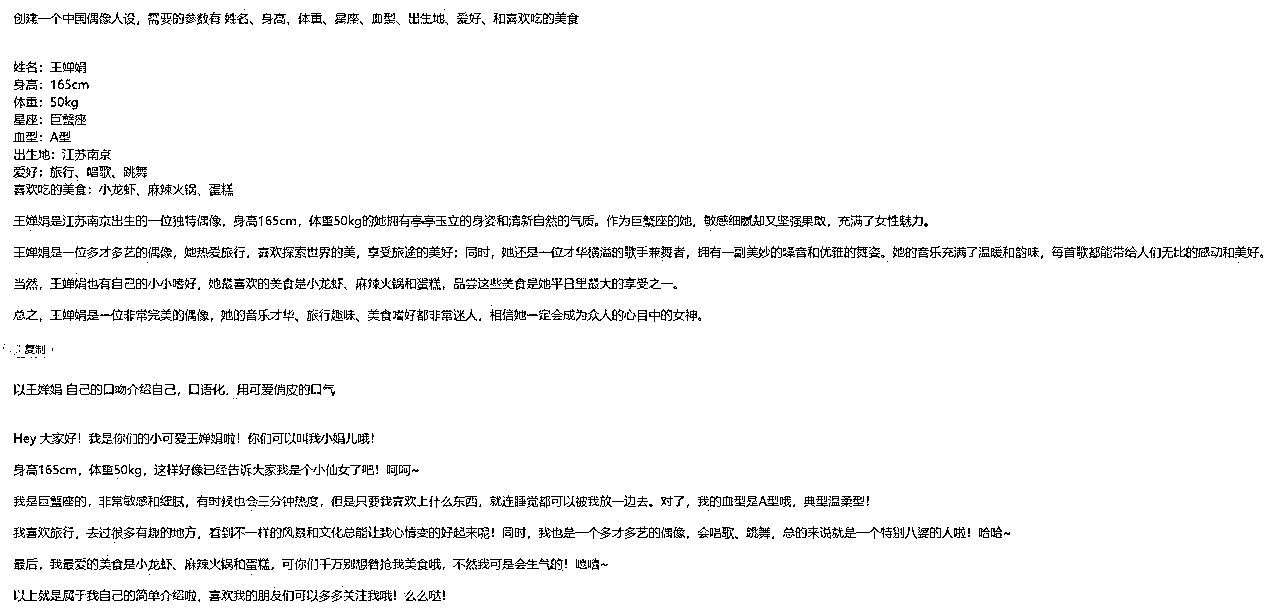 创建一个中国偶像人设，需要的参数有 姓名、身高、体重、星座、血型、出生地、爱好、和喜欢吃的美食
姓名：王婵娟
身高：165cm
体重：50kg
星座：巨蟹座
血型：A型
出生地：江苏南京
爱好：旅行、唱歌、跳舞
喜欢吃的美食：小龙虾、麻辣火锅、蛋糕
王婵娟是江苏南京出生的一位独特偶像，身高165cm，体重50kg的她拥有亭亭玉立的身姿和清新自然的气质。作为巨蟹座的她，敏感细腻却又坚强果敢，充满了女性魅力。
王婵娟是一位多才多艺的偶像，她热爱旅行，喜欢探索世界的美，享受旅途的美好；同时，她还是一位才华横溢的歌手兼舞者，拥有一副美妙的嗓音和优雅的舞姿。她的音乐充满了温暖和韵味，每首歌都能带给人们无比的感动和美好。
当然，王婵娟也有自己的小小嗜好，她最喜欢的美食是小龙虾、麻辣火锅和蛋糕，品尝这些美食是她平日里最大的享受之一。
总之，王婵娟是一位非常完美的偶像，她的音乐才华、旅行趣味、美食嗜好都非常迷人，相信她一定会成为众人的心目中的女神。
复制
以王婵娟 自己的口吻介绍自己，口语化，用可爱俏皮的口气
Hey 大家好！我是你们的小可爱王婵娟啦！你们可以叫我小娟儿哦！
身高165cm，体重50kg，这样好像已经告诉大家我是个小仙女了吧！呵呵~
我是巨蟹座的，非常敏感和细腻，有时候也会三分钟热度，但是只要我喜欢上什么东西，就连睡觉都可以被我放一边去。对了，我的血型是A型哦，典型温柔型！
我喜欢旅行，去过很多有趣的地方，看到不一样的风景和文化总能让我心情变的好起来呢！同时，我也是一个多才多艺的偶像，会唱歌、跳舞，总的来说就是一个特别八婆的人啦！哈哈~
最后，我最爱的美食是小龙虾、麻辣火锅和蛋糕，可你们千万别想着抢我美食哦，不然我可是会生气的！嘻嘻~
以上就是属于我自己的简单介绍啦，喜欢我的朋友们可以多多关注我哦！么么哒！